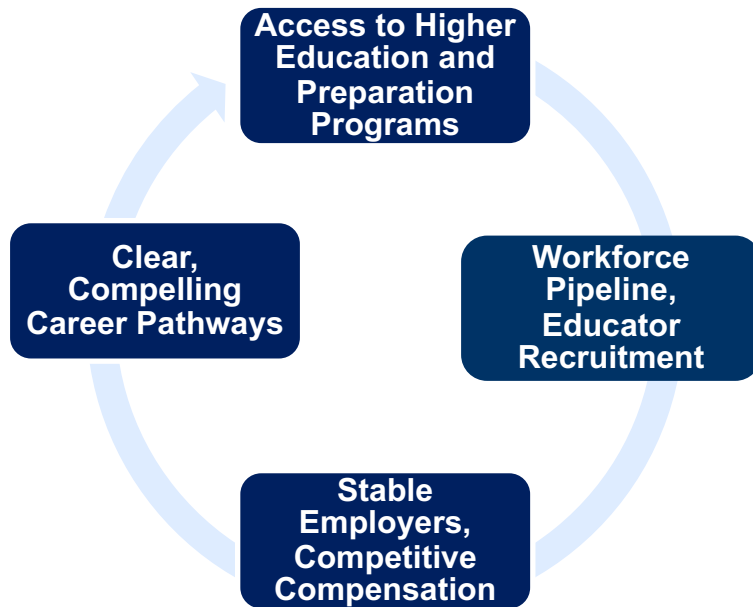 Access to Higher
Education and
Preparation
Programs
Workforce
Pipeline,
Educator
Recruitment
Stable
Employers,
Competitive
Compensation
Clear,
Compelling
Career Pathways